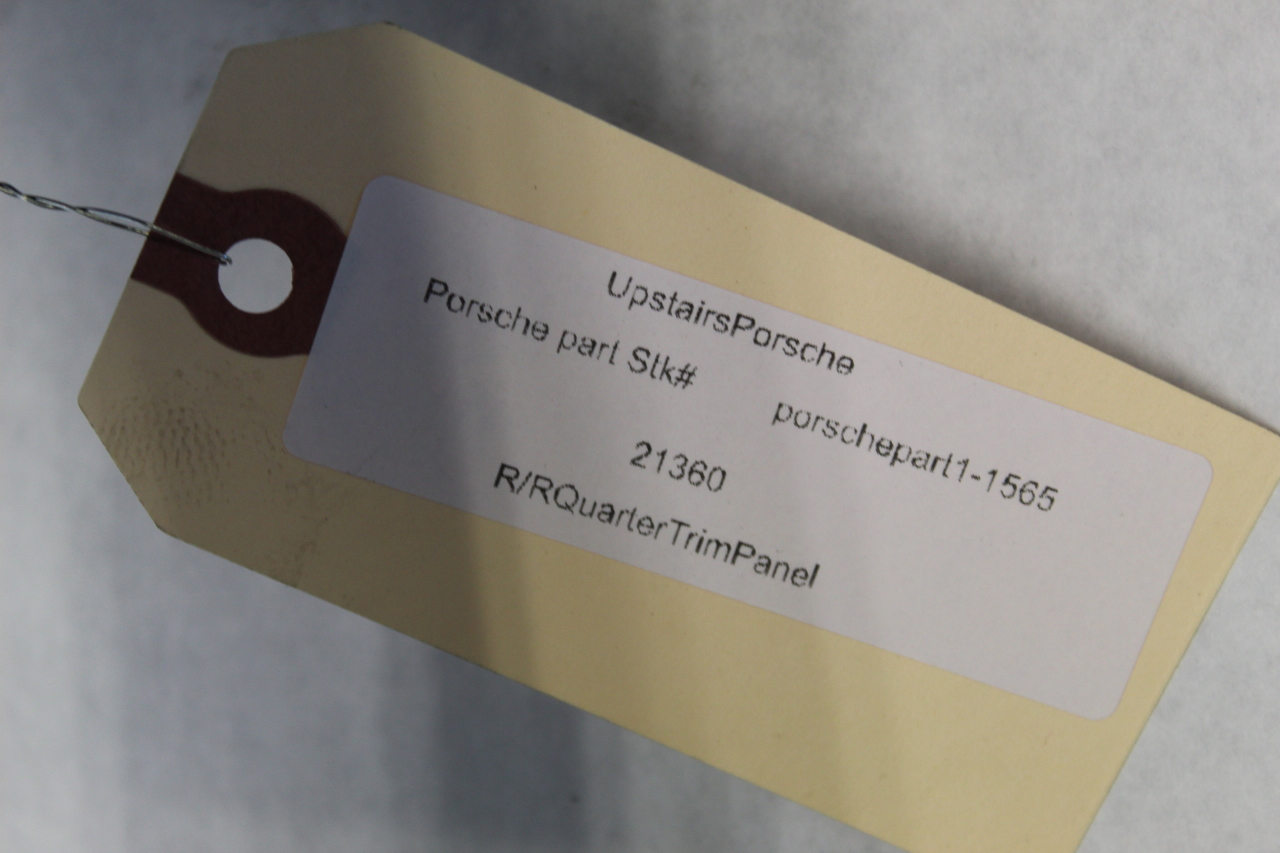 UpstairsPorsche
Porsche part Stk# porschepart1-1565
21360
R/RQuarterTrimPanel